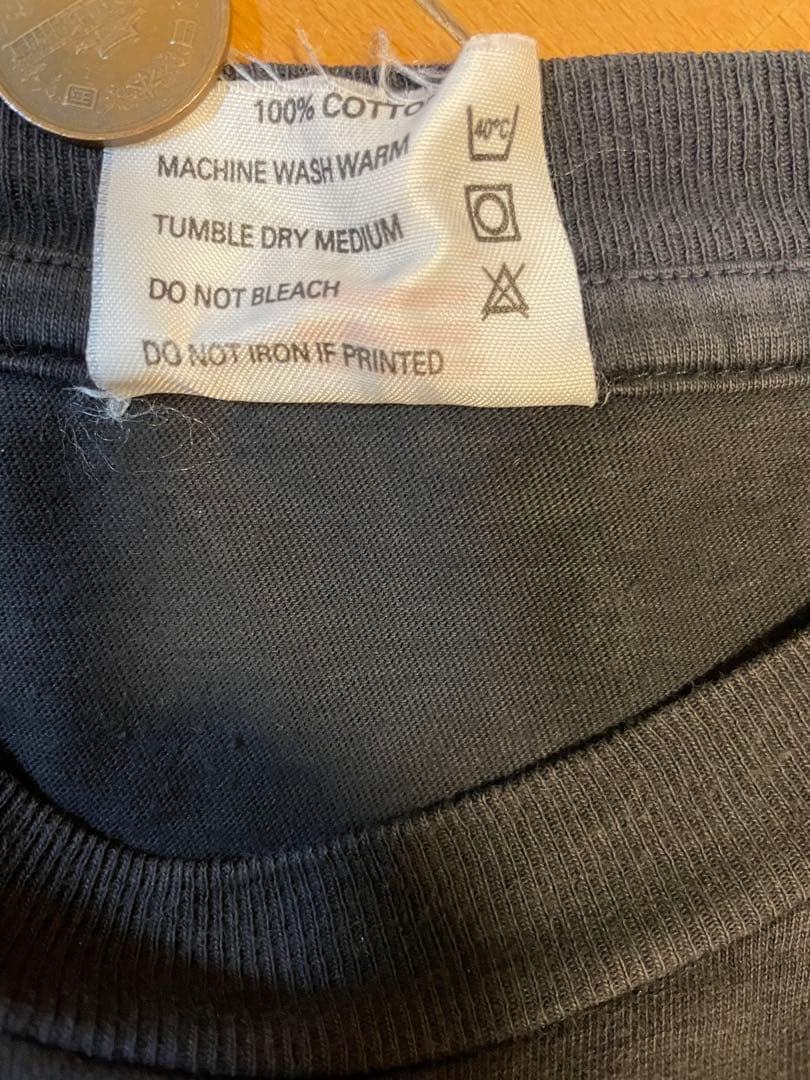 100% COTTO
MACHINE WASH WARM
40°C
TUMBLE DRY MEDIUM
DO NOT BLEACH
DO NOT IRON IF PRINTED